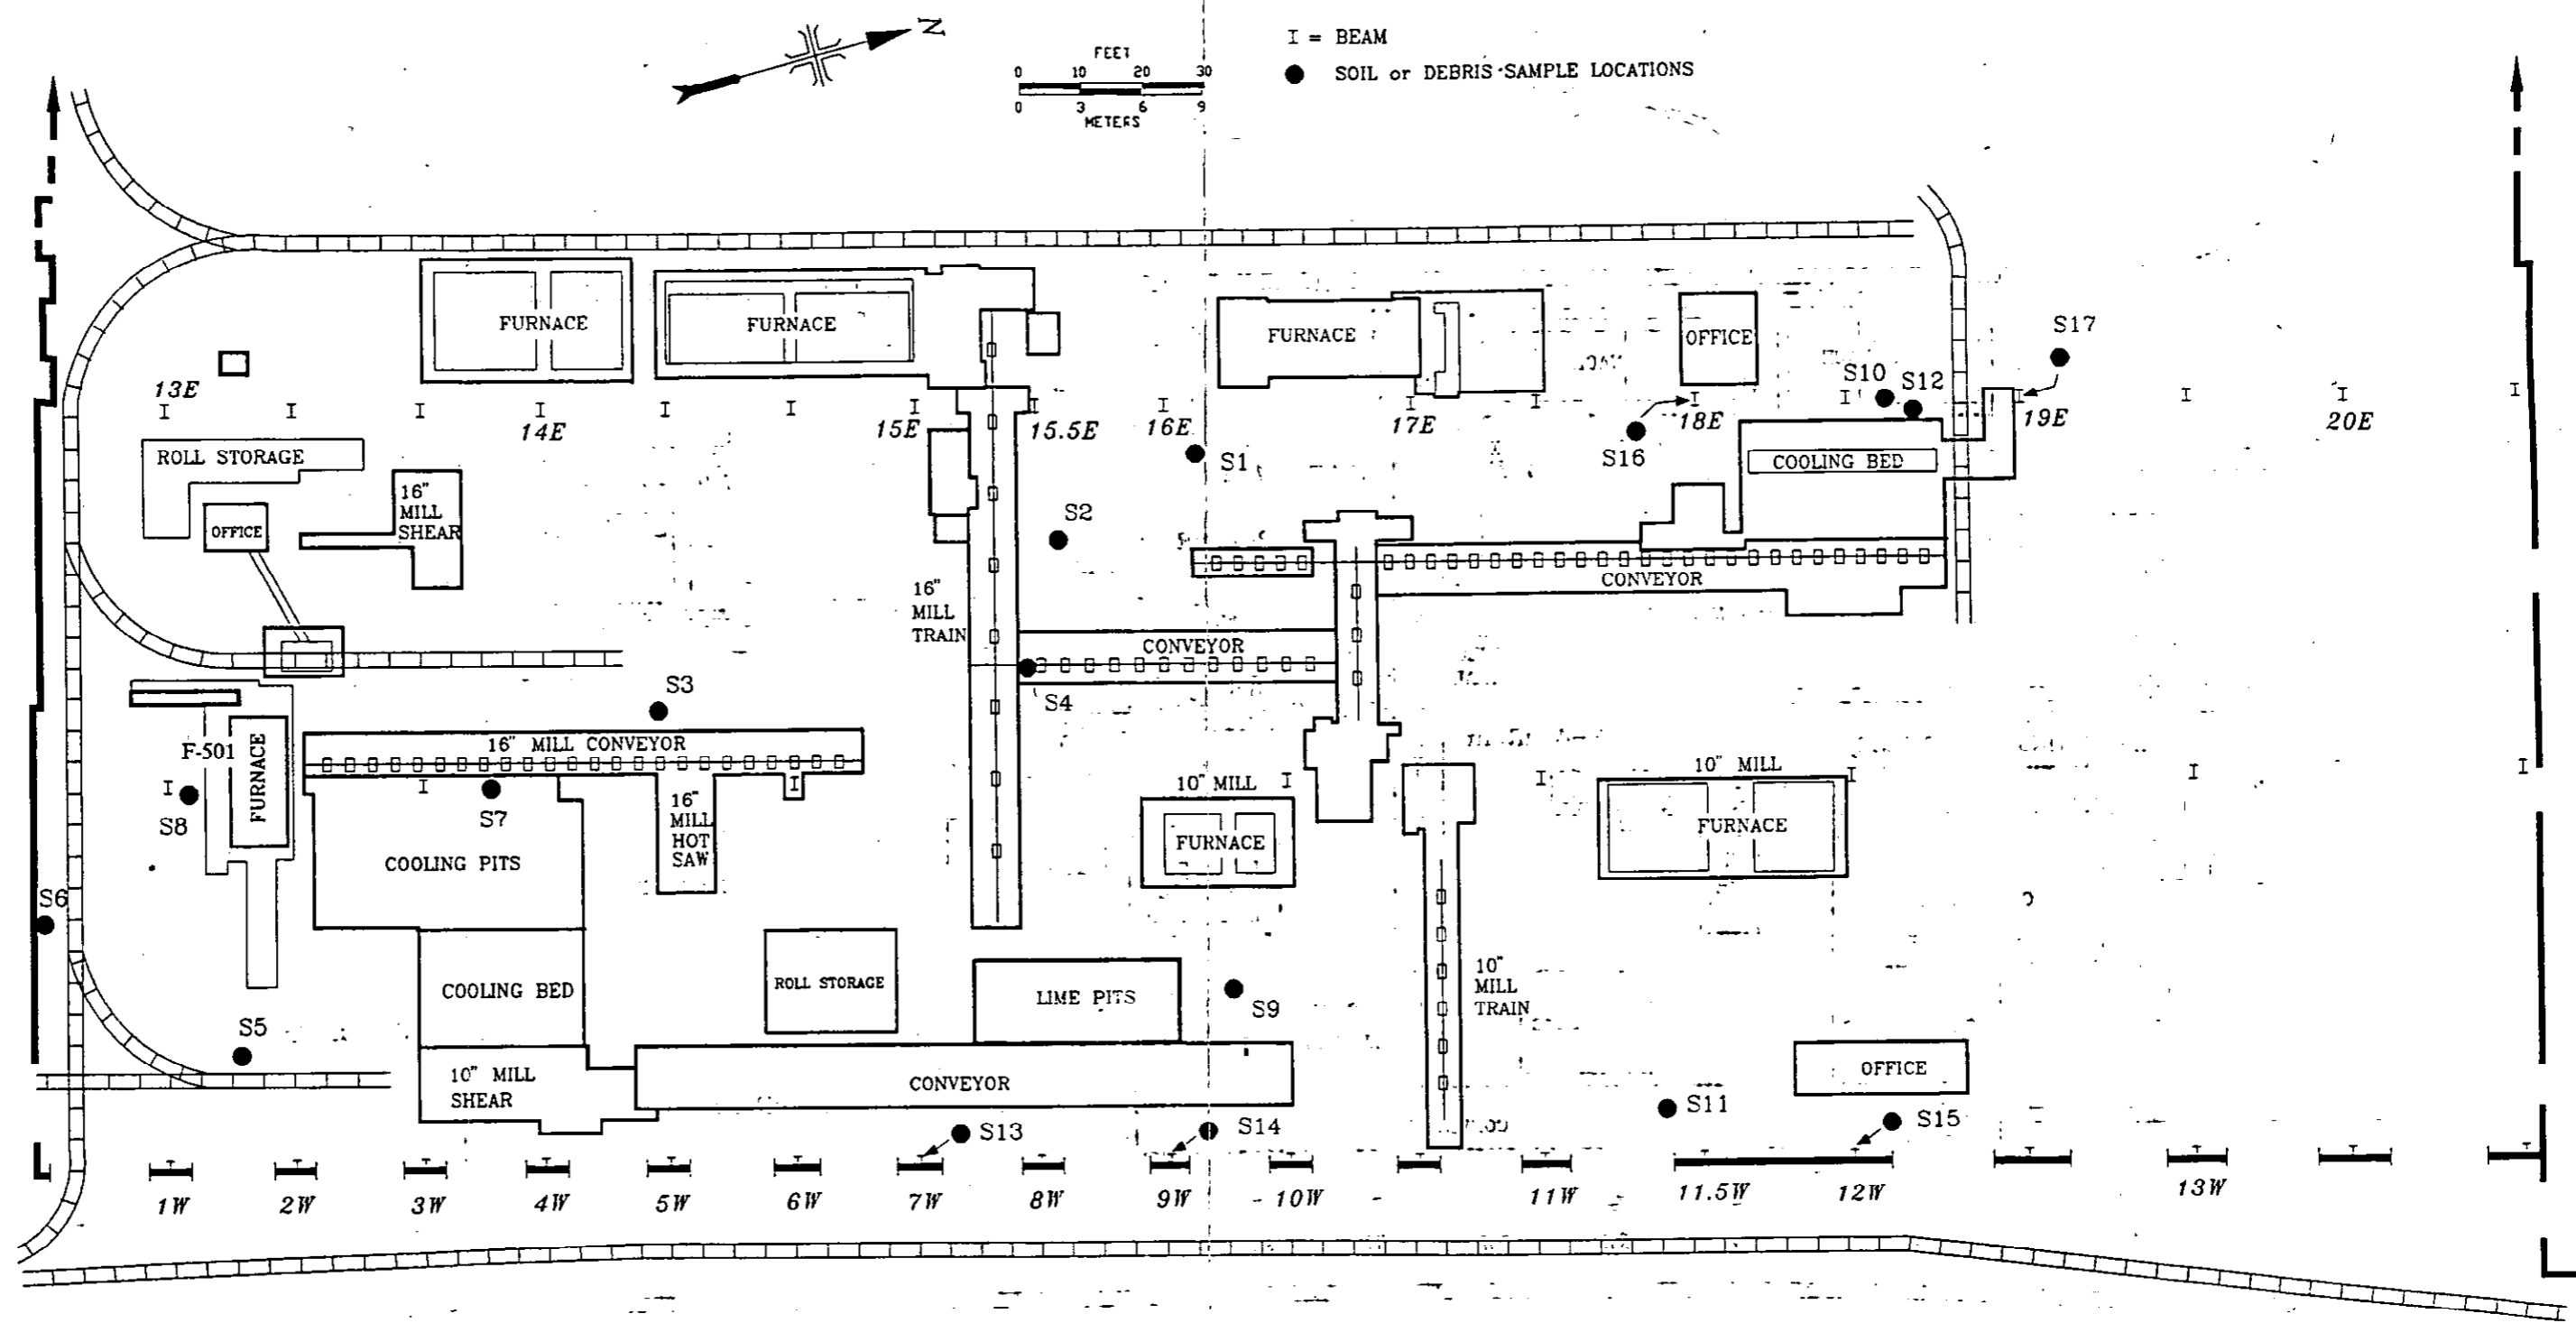 N
FEET
0 10 20 30
0 3 6 9
METERS
I = BEAM
● SOIL or DEBRIS SAMPLE LOCATIONS
FURNACE
FURNACE
FURNACE
OFFICE
S17
S10
S12
13E
14E
15E
15.5E
16E
17E
18E
19E
20E
S1
S16
ROLL STORAGE
16" MILL SHEAR
OFFICE
COOLING BED
S2
16" MILL TRAIN
CONVEYOR
CONVEYOR
S3
S4
F-501
FURNACE
16" MILL CONVEYOR
10" MILL
FURNACE
10" MILL
FURNACE
S8
S7
16" MILL HOT SAW
COOLING PITS
S6
COOLING BED
ROLL STORAGE
LIME PITS
S9
10" MILL TRAIN
S5
10" MILL SHEAR
CONVEYOR
OFFICE
S13
S14
S11
S15
1W 2W 3W 4W 5W 6W 7W 8W 9W 10W 11W 11.5W 12W 13W